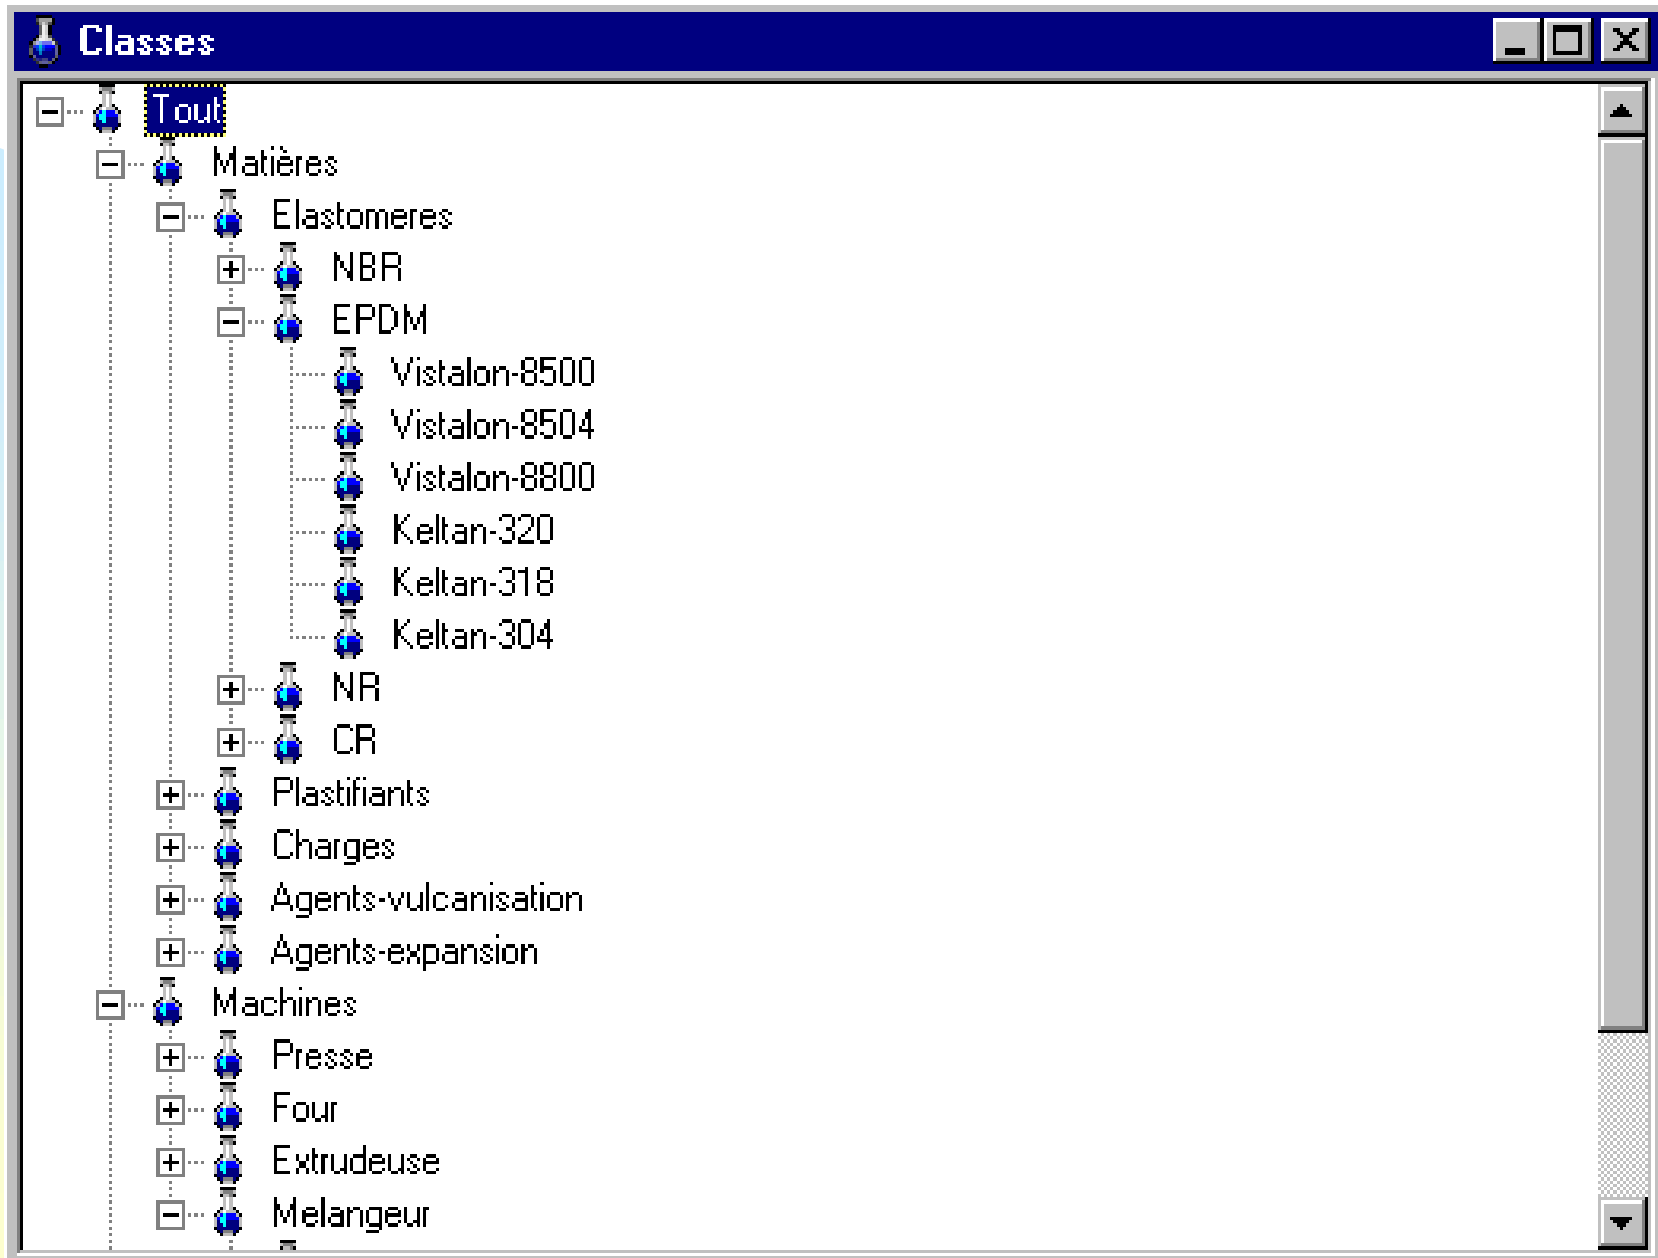 Classes
Tout
Matières
Elastomeres
NBR
EPDM
Vistalon-8500
Vistalon-8504
Vistalon-8800
Keltan-320
Keltan-318
Keltan-304
NR
CR
Plastifiants
Charges
Agents-vulcanisation
Agents-expansion
Machines
Presse
Four
Extrudeuse
Melangeur